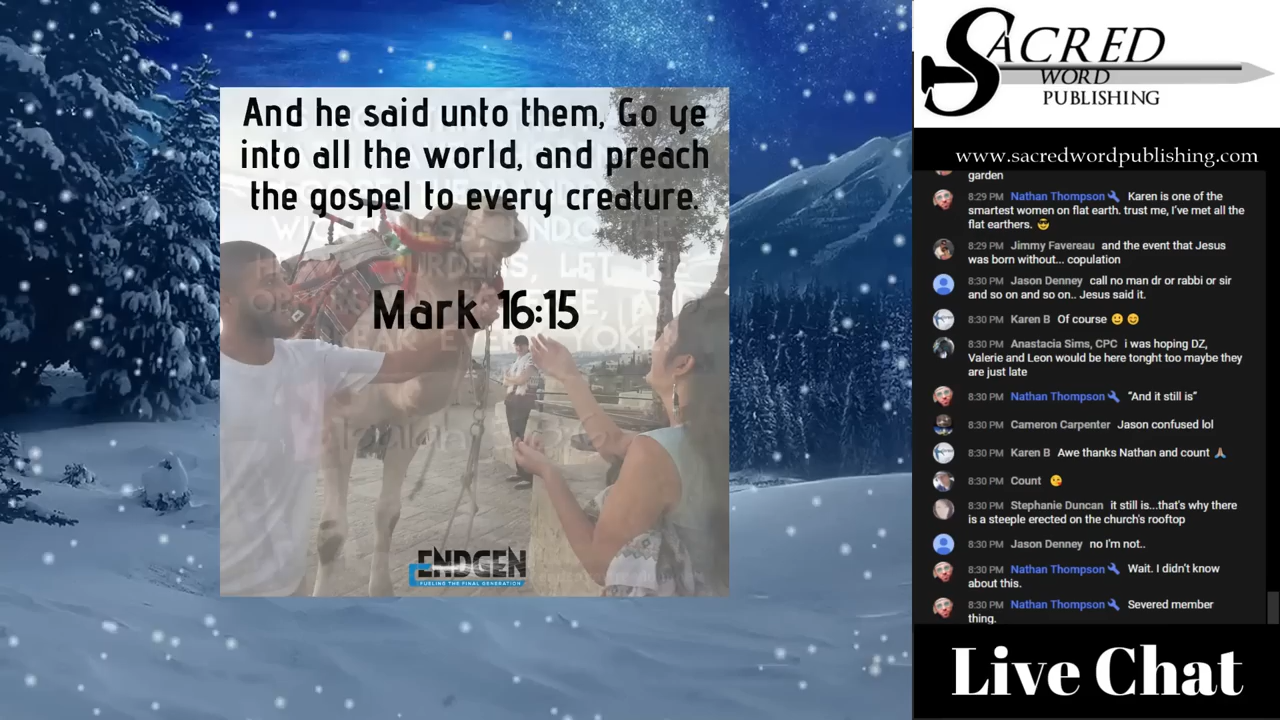 And he said unto them, Go ye
into all the world, and preach
the gospel to every creature.
Mark 16:15
ENDGEN
FUELING THE FINAL GENERATION
SACRED
WORD
PUBLISHING
www.sacredwordpublishing.com
garden
8:29 PM Nathan Thompson Karen is one of the
smartest women on flat earth. trust me, I've met all the
flat earthers. 😎
8:29 PM Jimmy Favereau and the event that Jesus
was born without... copulation
8:30 PM Jason Denney call no man dr or rabbi or sir
and so on and so on.. Jesus said it.
8:30 PM Karen B Of course 😃 😊
8:30 PM Anastacia Sims, CPC i was hoping DZ,
Valerie and Leon would be here tonght too maybe they
are just late
8:30 PM Nathan Thompson “And it still is”
8:30 PM Cameron Carpenter Jason confused lol
8:30 PM Karen B Awe thanks Nathan and count 🙏🏽
8:30 PM Count 😘
8:30 PM Stephanie Duncan it still is...that's why there
is a steeple erected on the church's rooftop
8:30 PM Jason Denney no I'm not..
8:30 PM Nathan Thompson Wait. I didn't know
about this.
8:30 PM Nathan Thompson Severed member
thing.
Live Chat